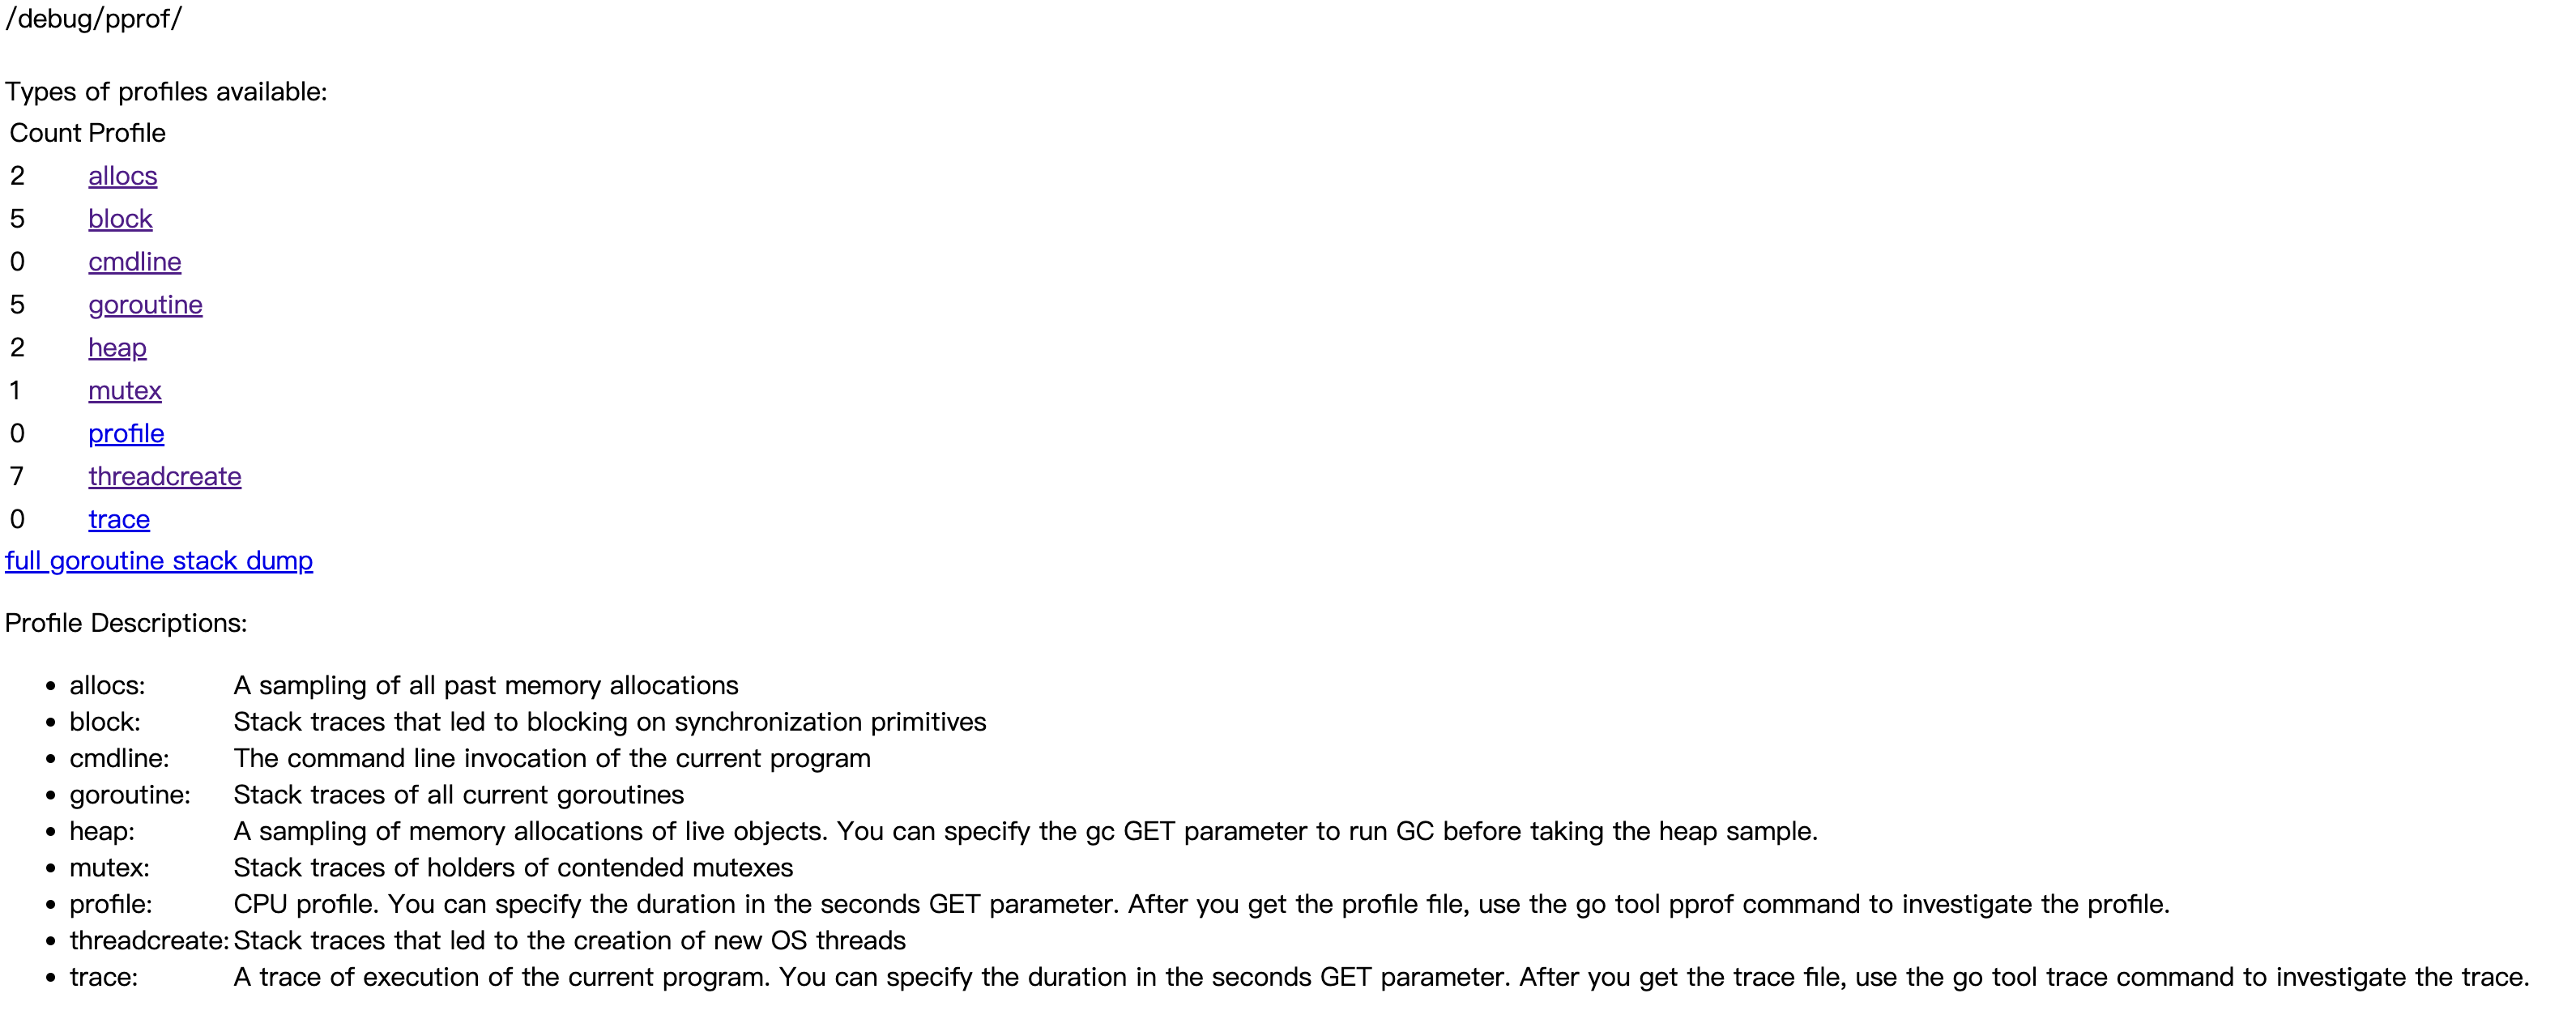 /debug/pprof/
Types of profiles available:
Count Profile
2 allocs
5 block
0 cmdline
5 goroutine
2 heap
1 mutex
0 profile
7 threadcreate
0 trace
full goroutine stack dump
Profile Descriptions:
• allocs: A sampling of all past memory allocations
• block: Stack traces that led to blocking on synchronization primitives
• cmdline: The command line invocation of the current program
• goroutine: Stack traces of all current goroutines
• heap: A sampling of memory allocations of live objects. You can specify the gc GET parameter to run GC before taking the heap sample.
• mutex: Stack traces of holders of contended mutexes
• profile: CPU profile. You can specify the duration in the seconds GET parameter. After you get the profile file, use the go tool pprof command to investigate the profile.
• threadcreate: Stack traces that led to the creation of new OS threads
• trace: A trace of execution of the current program. You can specify the duration in the seconds GET parameter. After you get the trace file, use the go tool trace command to investigate the trace.